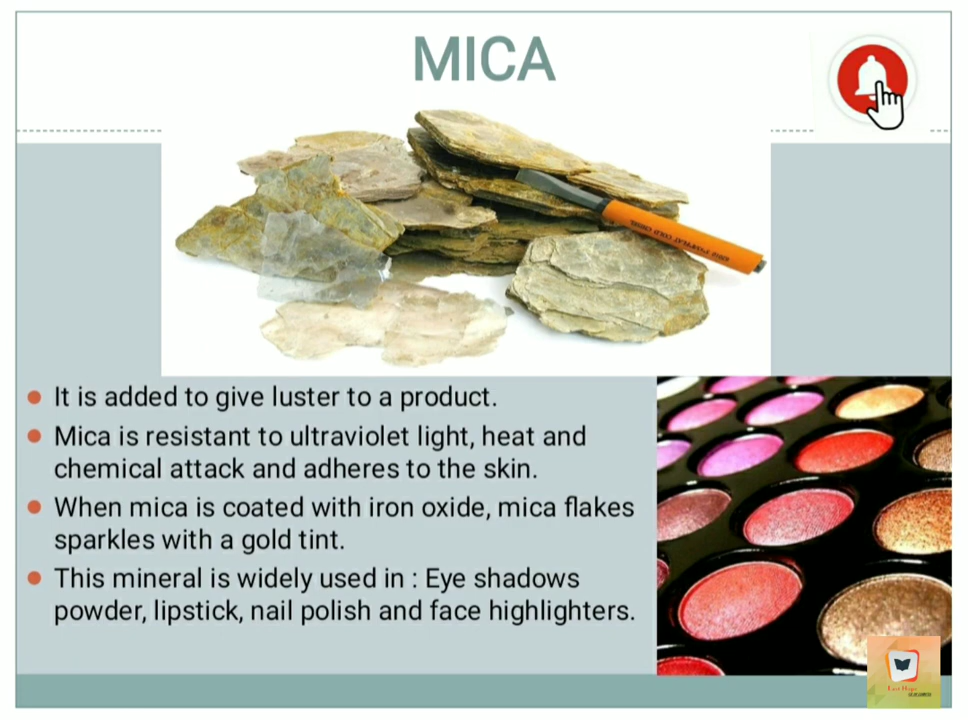 MICA
It is added to give luster to a product.
Mica is resistant to ultraviolet light, heat and
chemical attack and adheres to the skin.
When mica is coated with iron oxide, mica flakes
sparkles with a gold tint.
This mineral is widely used in : Eye shadows
powder, lipstick, nail polish and face highlighters.